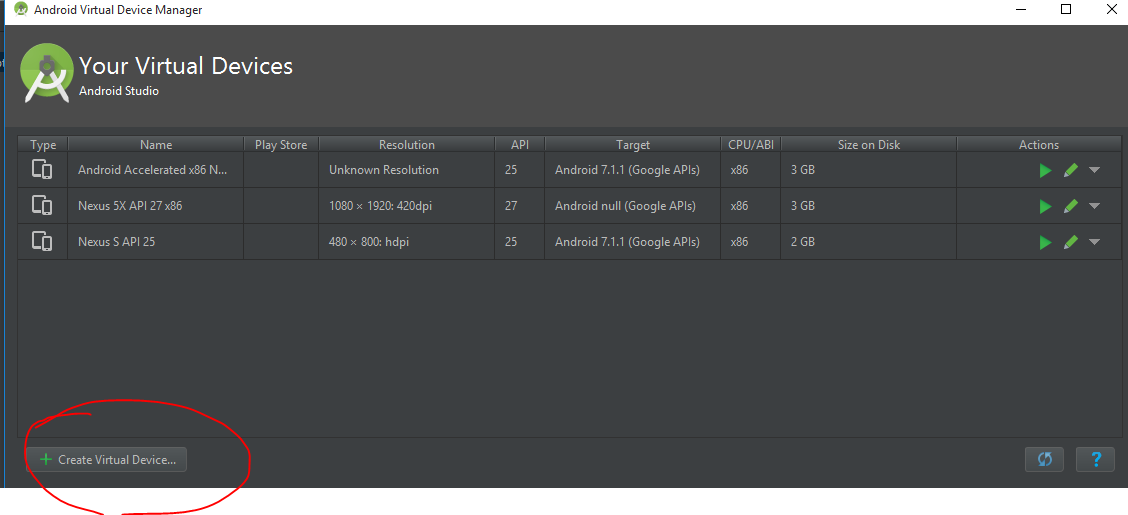 Android Virtual Device Manager
Your Virtual Devices
Android Studio
Type Name Play Store Resolution API Target CPU/ABI Size on Disk Actions
Android Accelerated x86 N... Unknown Resolution 25 Android 7.1.1 (Google APIs) x86 3 GB
Nexus 5X API 27 x86 1080 × 1920: 420dpi 27 Android null (Google APIs) x86 3 GB
Nexus S API 25 480 × 800: hdpi 25 Android 7.1.1 (Google APIs) x86 2 GB
+ Create Virtual Device... ?